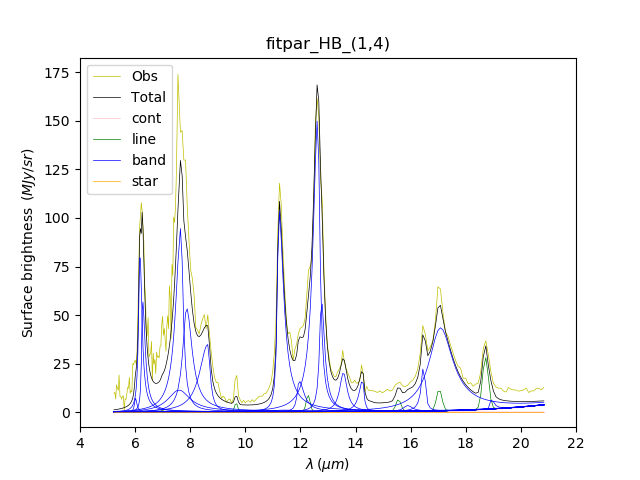 fitpar_HB_(1,4)
Surface brightness (MJy/sr)
175
150
125
100
75
50
25
0
Obs
Total
cont
line
band
star
4 6 8 10 12 14 16 18 20 22
λ (μm)